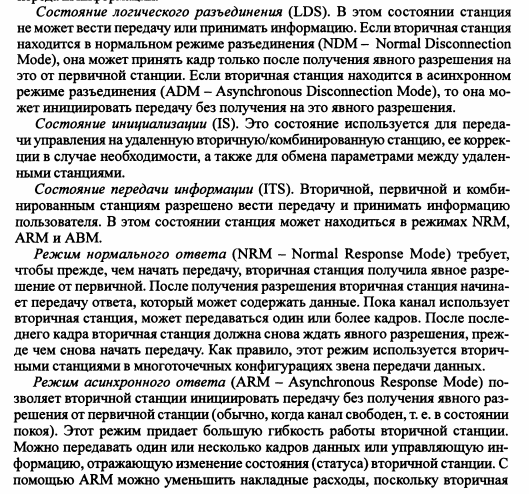 Состояние логического разъединения (LDS). В этом состоянии станция
не может вести передачу или принимать информацию. Если вторичная станция
находится в нормальном режиме разъединения (NDM – Normal Disconnection
Mode), она может принять кадр только после получения явного разрешения на
это от первичной станции. Если вторичная станция находится в асинхронном
режиме разъединения (ADM – Asynchronous Disconnection Mode), то она мо-
жет инициировать передачу без получения на это явного разрешения.
Состояние инициализации (IS). Это состояние используется для переда-
чи управления на удаленную вторичную/комбинированную станцию, ее коррек-
ции в случае необходимости, а также для обмена параметрами между удален-
ными станциями.
Состояние передачи информации (ITS). Вторичной, первичной и комби-
нированным станциям разрешено вести передачу и принимать информацию
пользователя. В этом состоянии станция может находиться в режимах NRM,
ARM и ABM.
Режим нормального ответа (NRM – Normal Response Mode) требует,
чтобы прежде, чем начать передачу, вторичная станция получила явное разре-
шение от первичной. После получения разрешения вторичная станция начина-
ет передачу ответа, который может содержать данные. Пока канал использует
вторичная станция, может передаваться один или более кадров. После после-
днего кадра вторичная станция должна снова ждать явного разрешения, преж-
де чем снова начать передачу. Как правило, этот режим используется вторич-
ными станциями в многоточечных конфигурациях звена передачи данных.
Режим асинхронного ответа (ARM – Asynchronous Response Mode) по-
зволяет вторичной станции инициировать передачу без получения явного раз-
решения от первичной станции (обычно, когда канал свободен, т. е. в состоянии
покоя). Этот режим придает большую гибкость работы вторичной станции.
Можно передавать один или несколько кадров данных или управляющую ин-
формацию, отражающую изменение состояния (статуса) вторичной станции. С
помощью ARM можно уменьшить накладные расходы, поскольку вторичная